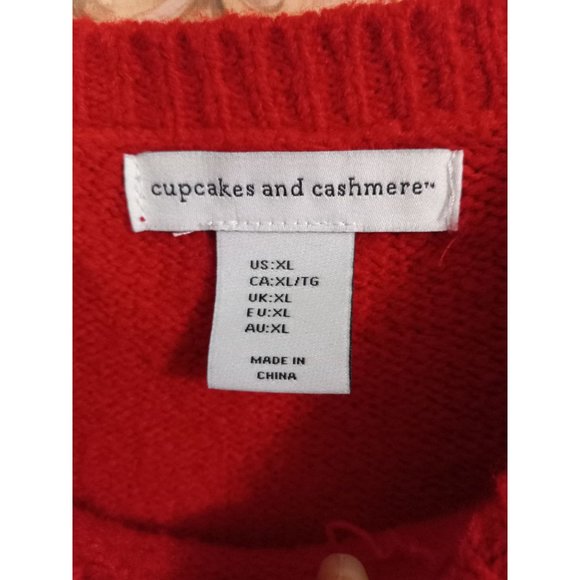 cupcakes and cashmere™
US:XL
CA:XL/TG
UK:XL
EU:XL
AU:XL
MADE IN
CHINA